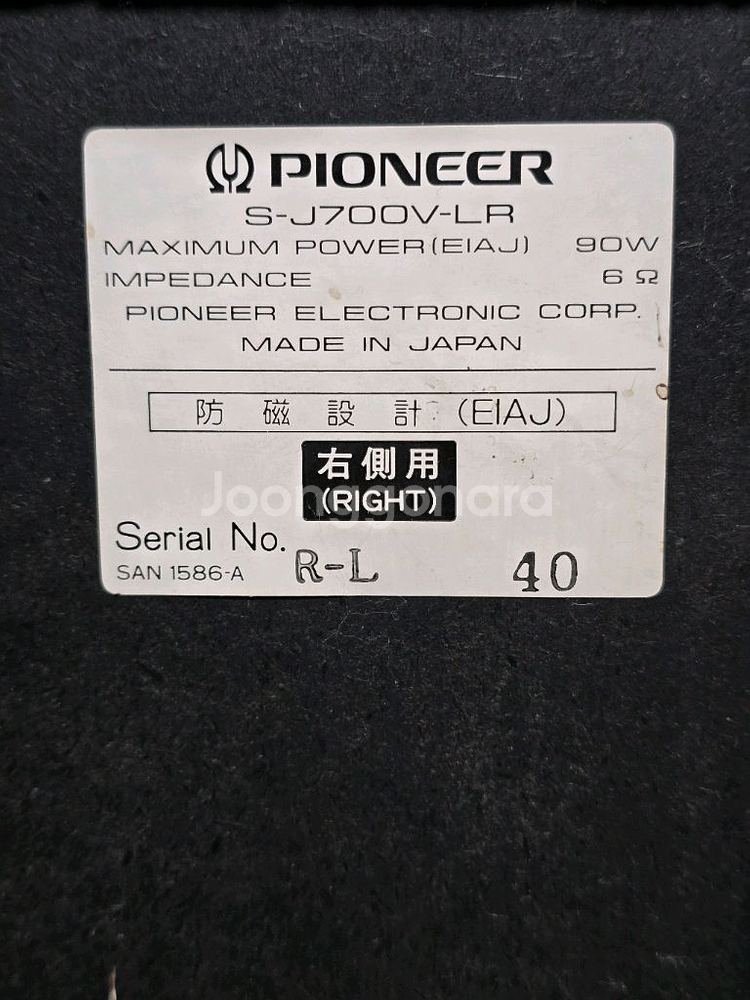 PIONEER
S-J700V-LR
MAXIMUM POWER(EIAJ) 90W
IMPEDANCE 6 Ω
PIONEER ELECTRONIC CORP.
MADE IN JAPAN
防磁設計 (EIAJ)
右側用
(RIGHT)
Joonggonara
Serial No.
SAN 1586-A R-L 40